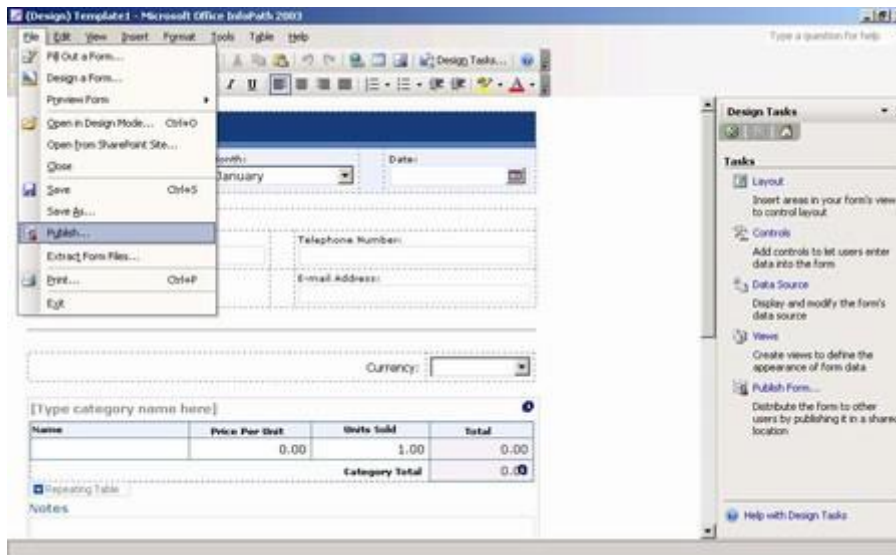 (Design) Template1 - Microsoft Office InfoPath 2003
File Edit View Insert Format Tools Table Help
Type a question for help
Fill Out a Form...
Design a Form...
Preview Form
Open in Design Mode... Ctrl+O
Open from SharePoint Site...
Close
Save Ctrl+S
Save As...
Publish...
Extract Form Files...
Print... Ctrl+P
Exit
Design Tasks...
I U
Month:
January
Date:
Telephone Number:
E-mail Address:
Currency:
[Type category name here]
Name Price Per Unit Units Sold Total
0.00 1.00 0.00
Category Total 0.00
Repeating Table
Notes
Design Tasks
Tasks
Layout
Insert areas in your form's view
to control layout
Controls
Add controls to let users enter
data into the form
Data Source
Display and modify the form's
data source
Views
Create views to define the
appearance of form data
Publish Form...
Distribute the form to other
users by publishing it in a shared
location
Help with Design Tasks